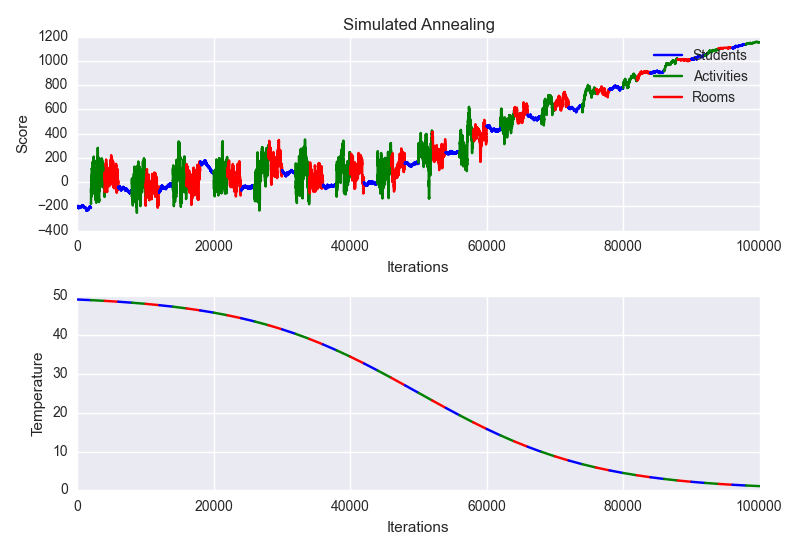 Simulated Annealing
1200
1000
800
600
400
200
0
−200
−400
Score
Students
Activities
Rooms
0 20000 40000 60000 80000 100000
Iterations
50
40
30
20
10
0
Temperature
0 20000 40000 60000 80000 100000
Iterations